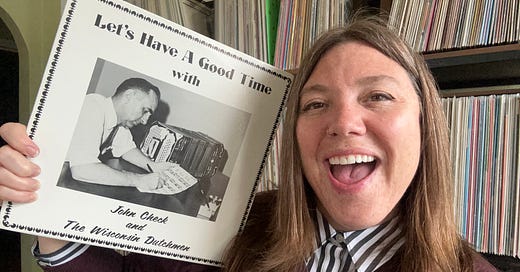 Let's Have A Good Time
with
John Check
and
The Wisconsin Dutchmen